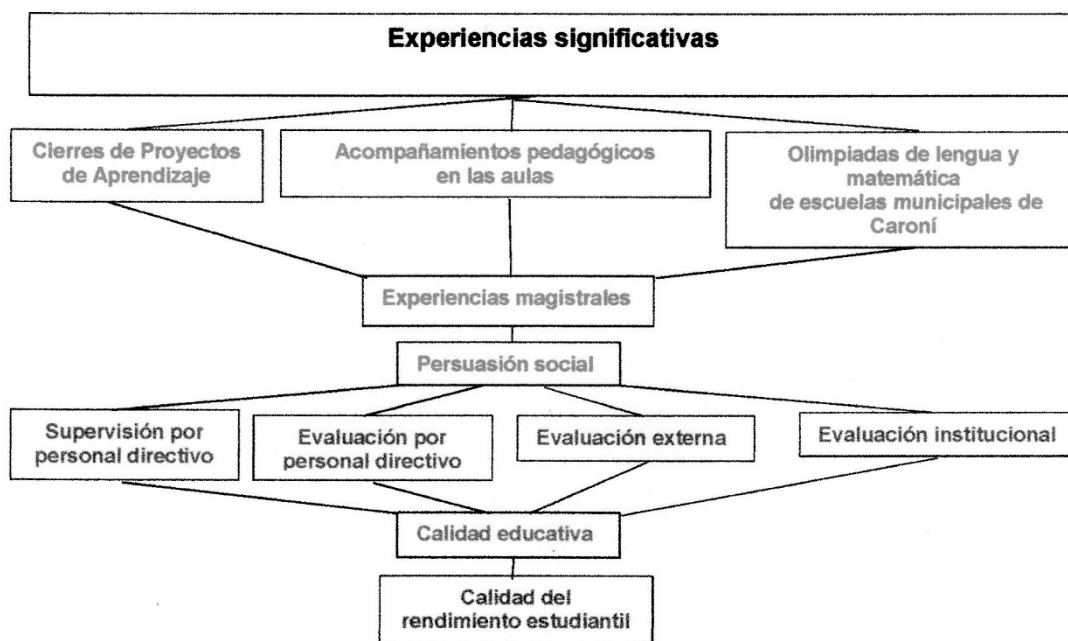 Experiencias significativas
Cierres de Proyectos
de Aprendizaje
Acompañamientos pedagógicos
en las aulas
Olimpiadas de lengua y
matemática
de escuelas municipales de
Caroní
Experiencias magistrales
Persuasión social
Supervisión por
personal directivo
Evaluación por
personal directivo
Evaluación externa
Evaluación institucional
Calidad educativa
Calidad del
rendimiento estudiantil